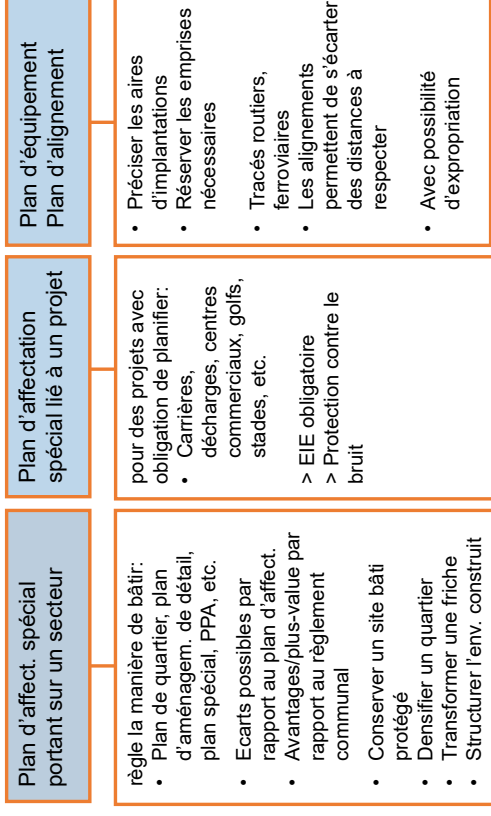 Plan d'affect. spécial
portant sur un secteur
règle la manière de bâtir:
• Plan de quartier, plan
d'aménagem. de détail,
plan spécial, PPA, etc.
• Ecarts possibles par
rapport au plan d'affect.
• Avantages/plus-value par
rapport au règlement
communal
• Conserver un site bâti
protégé
• Densifier un quartier
• Transformer une friche
• Structurer l'env. construit
Plan d'affectation
spécial lié à un projet
pour des projets avec
obligation de planifier:
• Carrières,
décharges, centres
commerciaux, golfs,
stades, etc.
> EIE obligatoire
> Protection contre le
bruit
Plan d'équipement
Plan d'alignement
• Préciser les aires
d'implantations
• Réserver les emprises
nécessaires
• Tracés routiers,
ferroviaires
• Les alignements
permettent de s'écarter
des distances à
respecter
• Avec possibilité
d'expropriation